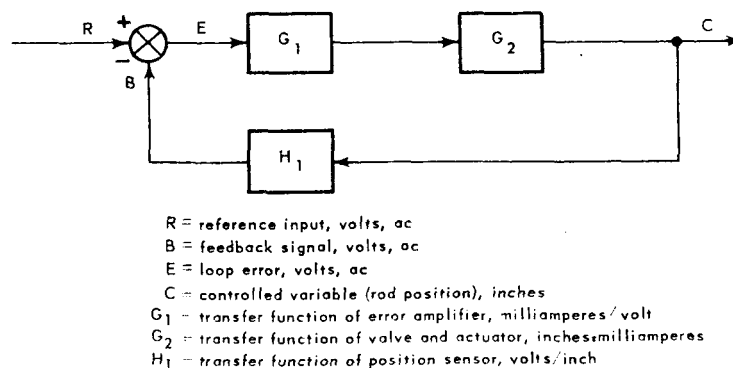 +
R
E
G1
G2
C
−
B
H1
R = reference input, volts, ac
B = feedback signal, volts, ac
E = loop error, volts, ac
C = controlled variable (rod position), inches
G1 - transfer function of error amplifier, milliamperes/volt
G2 - transfer function of valve and actuator, inches=milliamperes
H1 - transfer function of position sensor, volts/inch